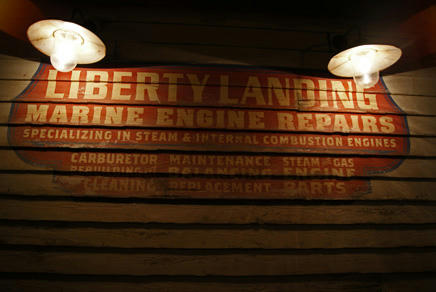 LIBERTY LANDING
MARINE ENGINE REPAIRS
SPECIALIZING IN STEAM & INTERNAL COMBUSTION ENGINES
CARBURETOR MAINTENANCE STEAM & GAS
REBUILDING BALANCING ENGINE
CLEANING REPLACEMENT PARTS